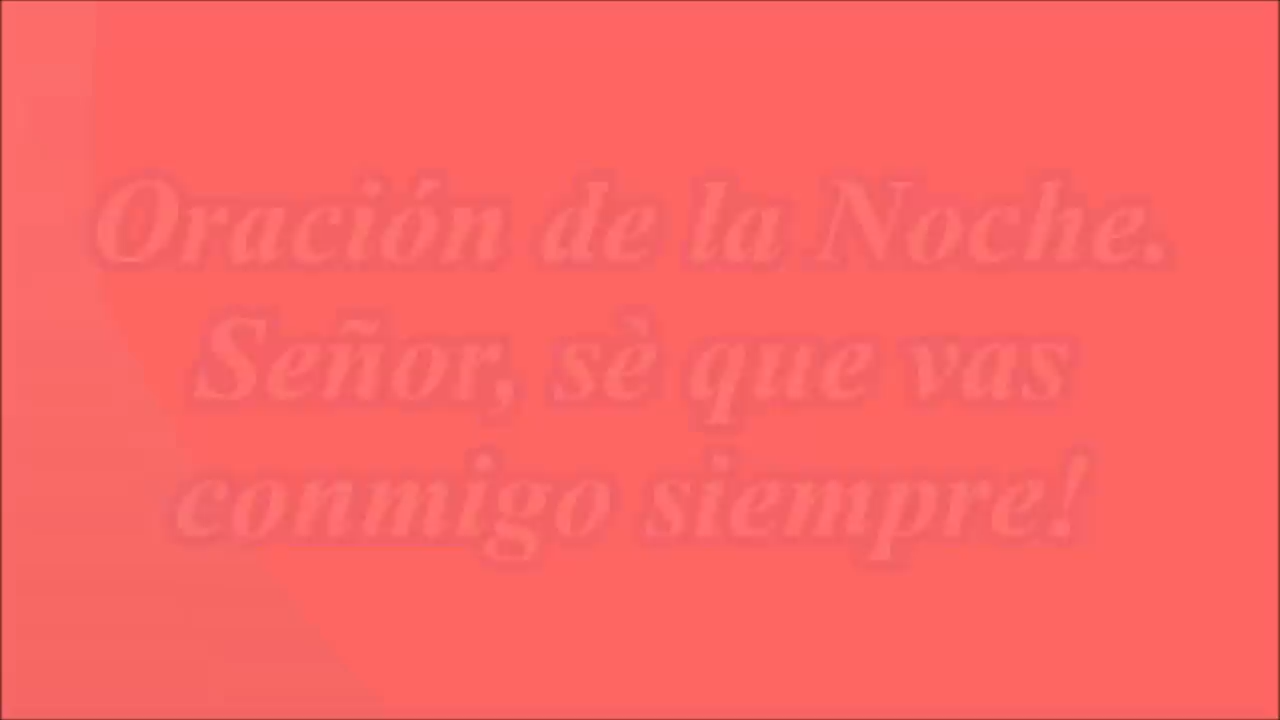 Oración de la Noche.
Señor, sè que vas
conmigo siempre!